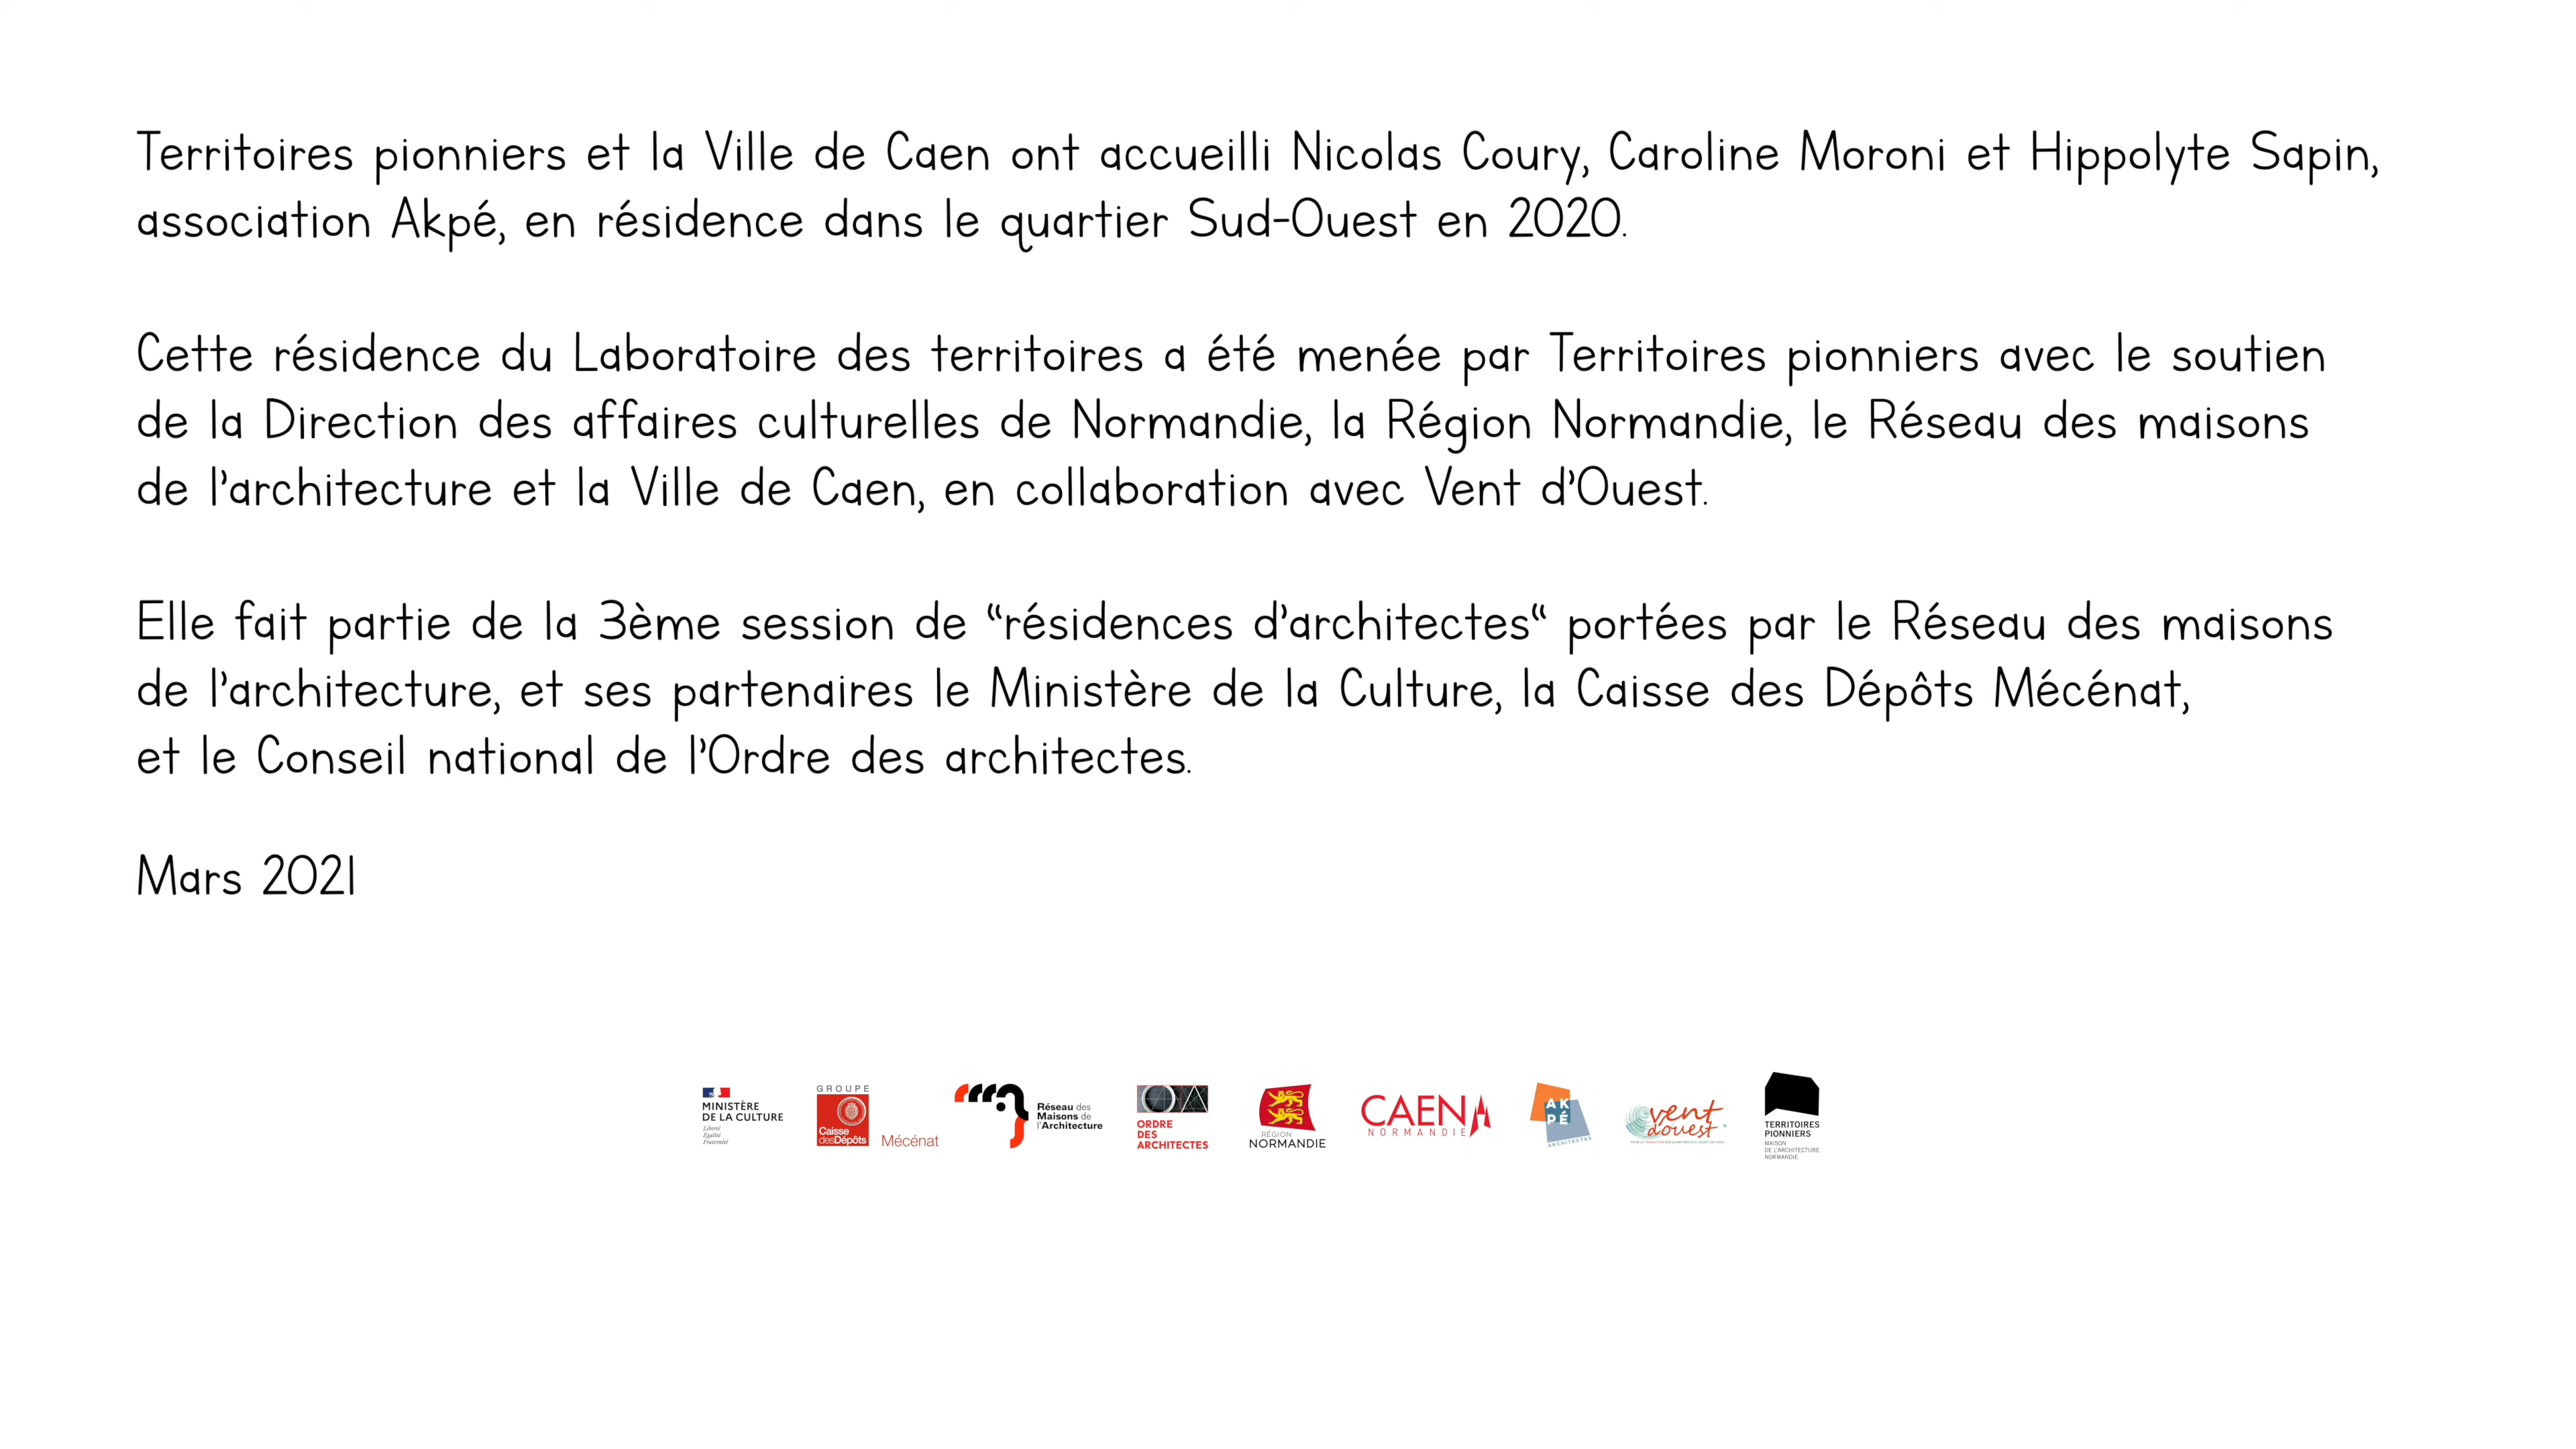 Territoires pionniers et la Ville de Caen ont accueilli Nicolas Coury, Caroline Moroni et Hippolyte Sapin,
association Akpé, en résidence dans le quartier Sud-Ouest en 2020.
Cette résidence du Laboratoire des territoires a été menée par Territoires pionniers avec le soutien
de la Direction des affaires culturelles de Normandie, la Région Normandie, le Réseau des maisons
de l'architecture et la Ville de Caen, en collaboration avec Vent d'Ouest.
Elle fait partie de la 3ème session de “résidences d'architectes“ portées par le Réseau des maisons
de l'architecture, et ses partenaires le Ministère de la Culture, la Caisse des Dépôts Mécénat,
et le Conseil national de l'Ordre des architectes.
Mars 2021
MINISTÈRE
DE LA CULTURE
Liberté
Égalité
Fraternité
GROUPE
Caisse
desDépôts
Mécénat
Réseau des
Maisons de
l'Architecture
ORDRE
DES
ARCHITECTES
RÉGION
NORMANDIE
CAEN
NORMANDIE
AK
PÉ
ARCHITECTES
vent
d'ouest
TERRITOIRES
PIONNIERS
MAISON
DE L'ARCHITECTURE
NORMANDIE